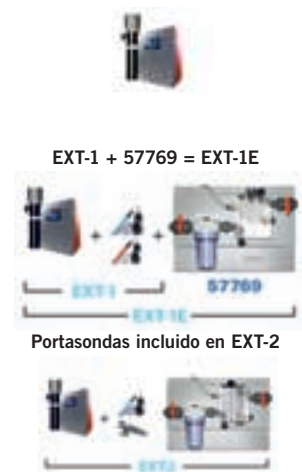 EXT-1 + 57769 = EXT-1E
+
+
57769
EXT-1
EXT-1E
Portasondas incluido en EXT-2
+
EXT-2